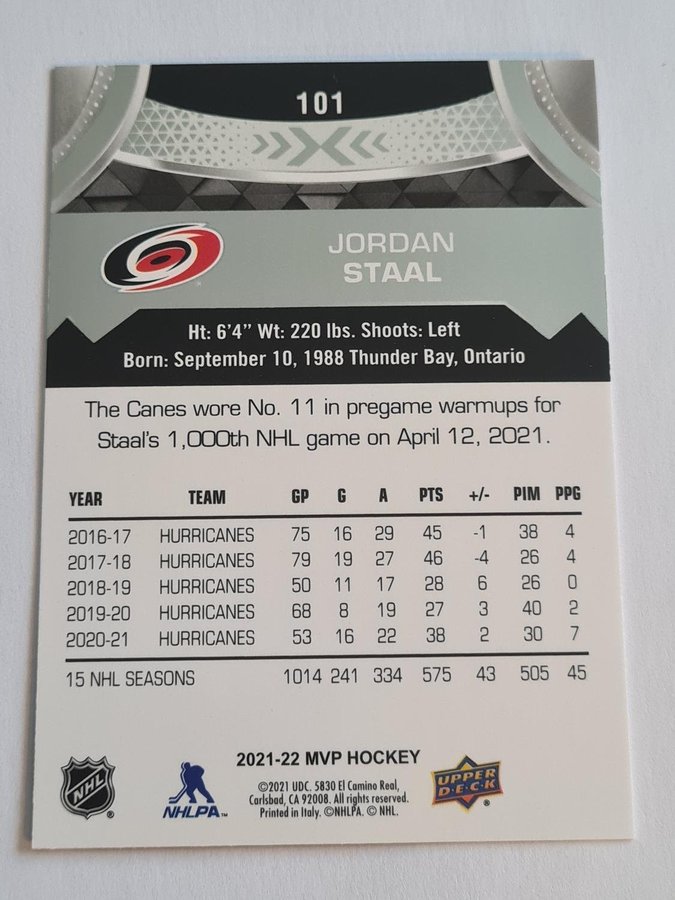 101
JORDAN
STAAL
Ht: 6'4" Wt: 220 lbs. Shoots: Left
Born: September 10, 1988 Thunder Bay, Ontario
The Canes wore No. 11 in pregame warmups for
Staal's 1,000th NHL game on April 12, 2021.
YEAR TEAM GP G A PTS +/- PIM PPG
2016-17 HURRICANES 75 16 29 45 -1 38 4
2017-18 HURRICANES 79 19 27 46 -4 26 4
2018-19 HURRICANES 50 11 17 28 6 26 0
2019-20 HURRICANES 68 8 19 27 3 40 2
2020-21 HURRICANES 53 16 22 38 2 30 7
15 NHL SEASONS 1014 241 334 575 43 505 45
2021-22 MVP HOCKEY
©2021 UDC. 5830 El Camino Real,
Carlsbad, CA 92008. All rights reserved.
Printed in Italy. ©NHLPA. © NHL.
NHL
NHLPA™
UPPER
D·E·C·K®